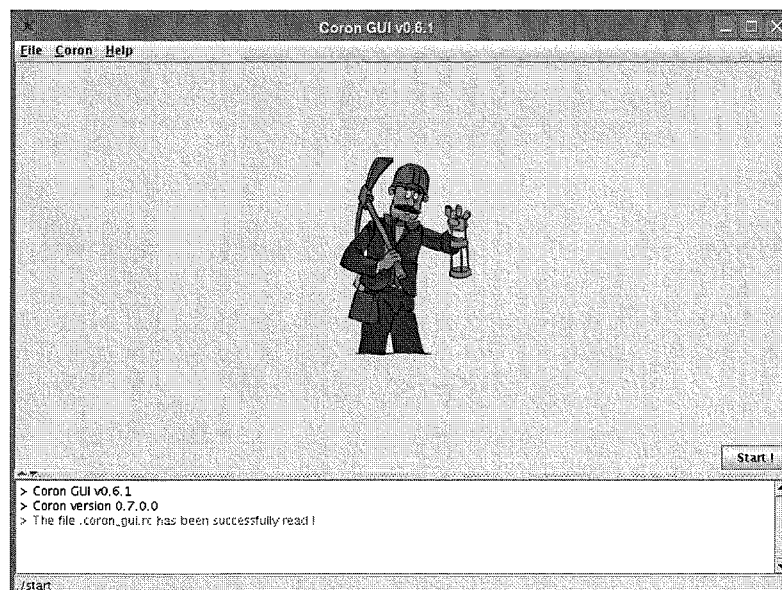 Coron GUI v0.6.1
File Coron Help
Start !
> Coron GUI v0.6.1
> Coron version 0.7.0.0
> The file .coron_gui.rc has been successfully read !
./start